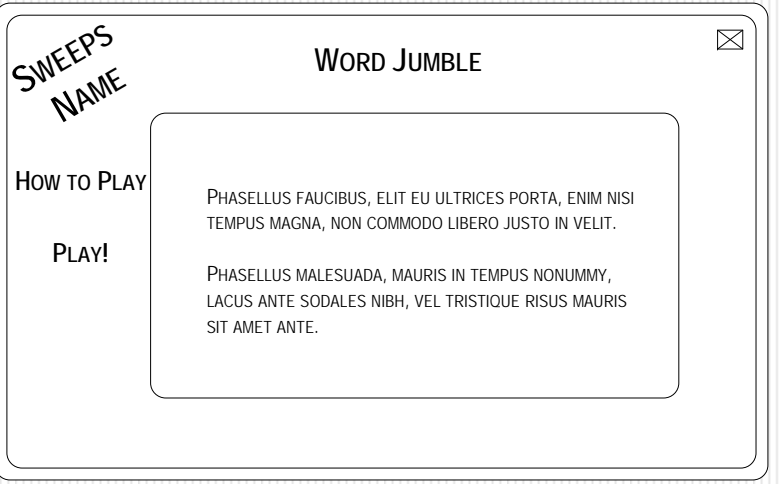 SWEEPS
NAME
WORD JUMBLE
HOW TO PLAY
PLAY!
PHASELLUS FAUCIBUS, ELIT EU ULTRICES PORTA, ENIM NISI
TEMPUS MAGNA, NON COMMODO LIBERO JUSTO IN VELIT.
PHASELLUS MALESUADA, MAURIS IN TEMPUS NONUMMY,
LACUS ANTE SODALES NIBH, VEL TRISTIQUE RISUS MAURIS
SIT AMET ANTE.